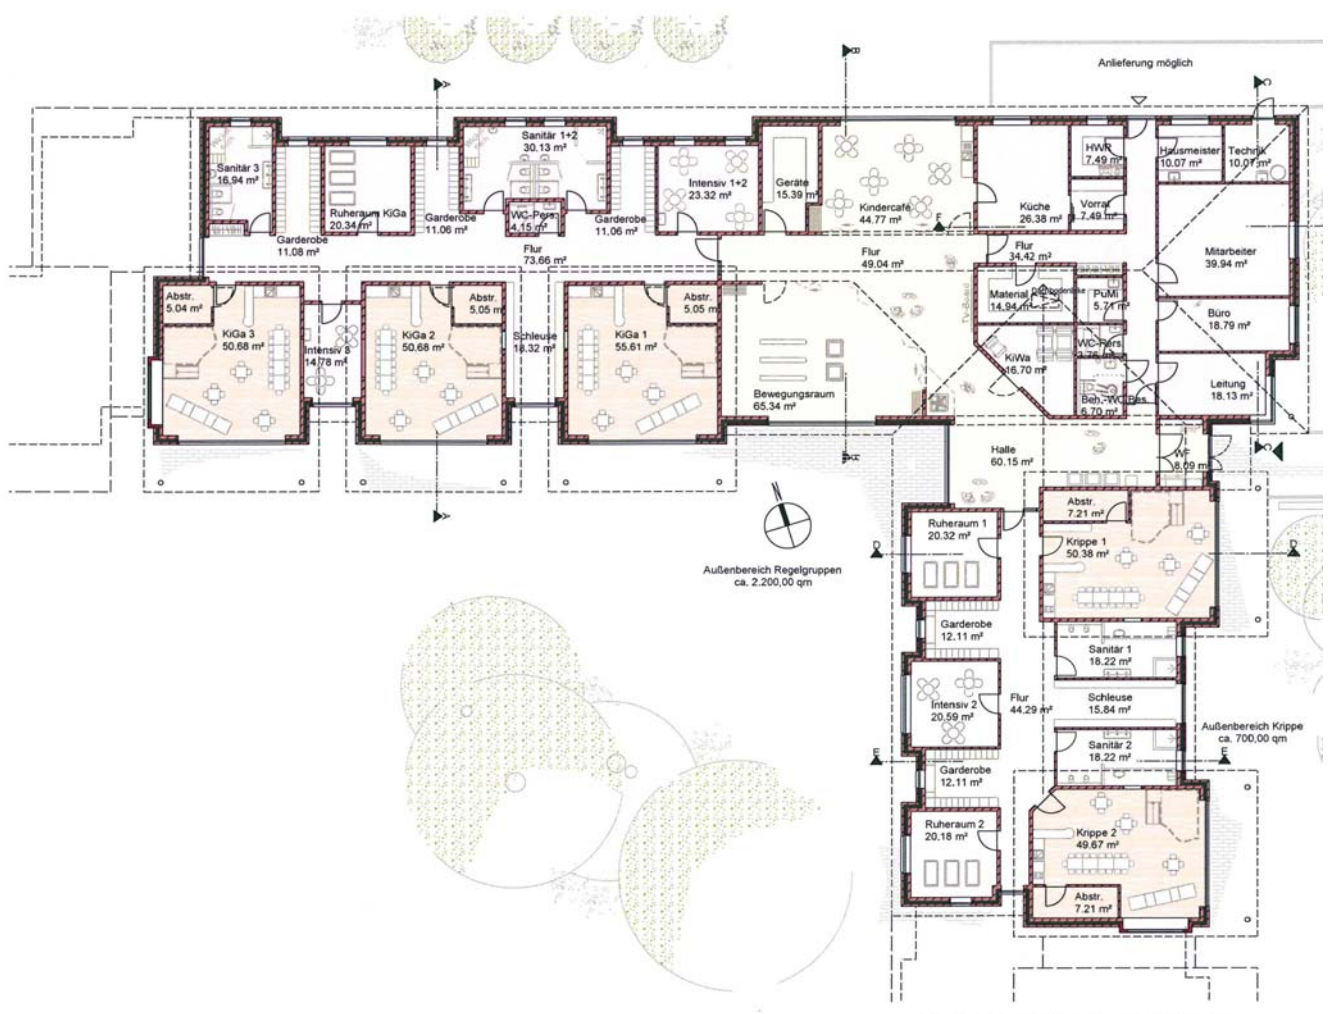 Anlieferung möglich
A
B
C
Sanitär 3
16.94 m²
Ruheraum KiGa
20.34 m²
Garderobe
11.08 m²
Garderobe
11.06 m²
Sanitär 1+2
30.13 m²
WC-Pers.
4.15 m²
Garderobe
11.06 m²
Flur
73.66 m²
Intensiv 1+2
23.32 m²
Geräte
15.39 m²
Kindercafé
44.77 m²
F
Küche
26.38 m²
HWR
7.49 m²
Vorrat
7.49 m²
Hausmeister
10.07 m²
Technik
10.07 m²
Mitarbeiter
39.94 m²
Flur
49.04 m²
Flur
34.42 m²
TV-Board
Material
14.94 m²
PuMi
5.71 m²
Büro
18.79 m²
Abstr.
5.04 m²
KiGa 3
50.68 m²
Intensiv 3
14.78 m²
KiGa 2
50.68 m²
Abstr.
5.05 m²
Schleuse
18.32 m²
KiGa 1
55.61 m²
Abstr.
5.05 m²
Bewegungsraum
65.34 m²
KiWa
16.70 m²
WC-Pers.
Beh.-WC Bes.
6.70 m²
Leitung
18.13 m²
A
C
Halle
60.15 m²
WF
8.09 m²
N
Außenbereich Regelgruppen
ca. 2.200,00 qm
D
Ruheraum 1
20.32 m²
Abstr.
7.21 m²
Krippe 1
50.38 m²
D
Garderobe
12.11 m²
Sanitär 1
18.22 m²
Intensiv 2
20.59 m²
Flur
44.29 m²
Schleuse
15.84 m²
Außenbereich Krippe
ca. 700,00 qm
E
Garderobe
12.11 m²
Sanitär 2
18.22 m²
E
Ruheraum 2
20.18 m²
Krippe 2
49.67 m²
Abstr.
7.21 m²